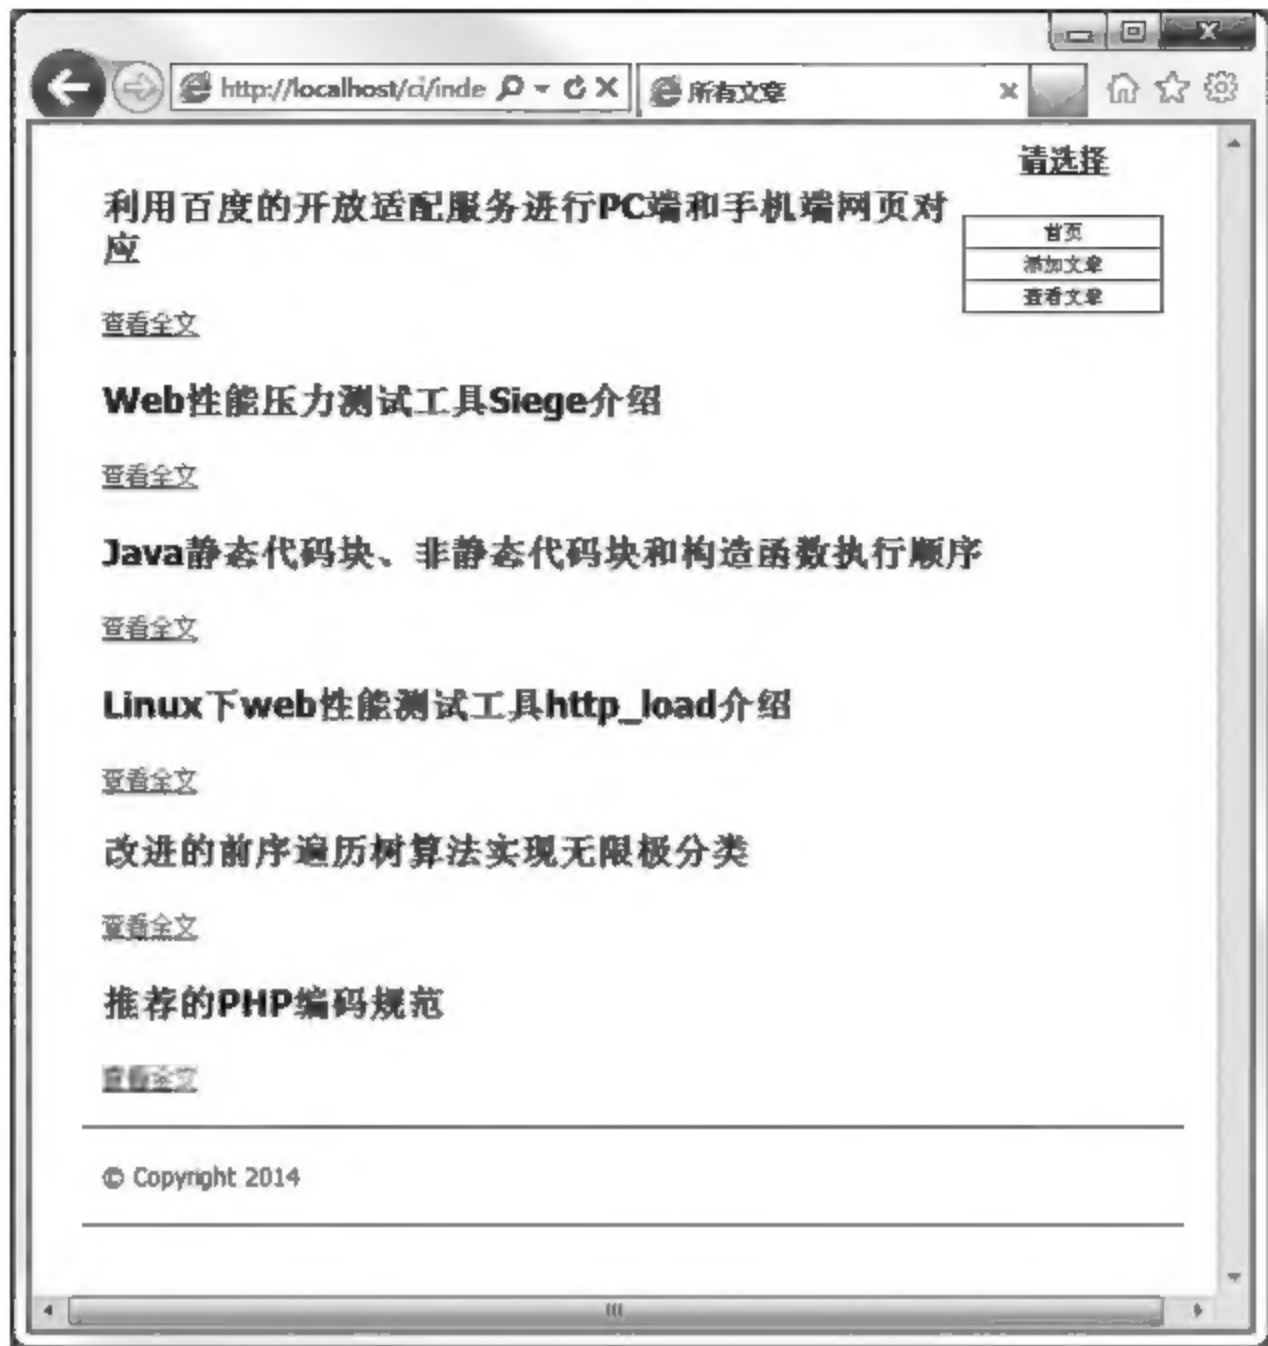 http://localhost/ci/inde
所有文章
请选择
首页
添加文章
查看文章
利用百度的开放适配服务进行PC端和手机端网页对
应
查看全文
Web性能压力测试工具Siege介绍
查看全文
Java静态代码块、非静态代码块和构造函数执行顺序
查看全文
Linux下web性能测试工具http_load介绍
查看全文
改进的前序遍历树算法实现无限极分类
查看全文
推荐的PHP编码规范
查看全文
© Copyright 2014